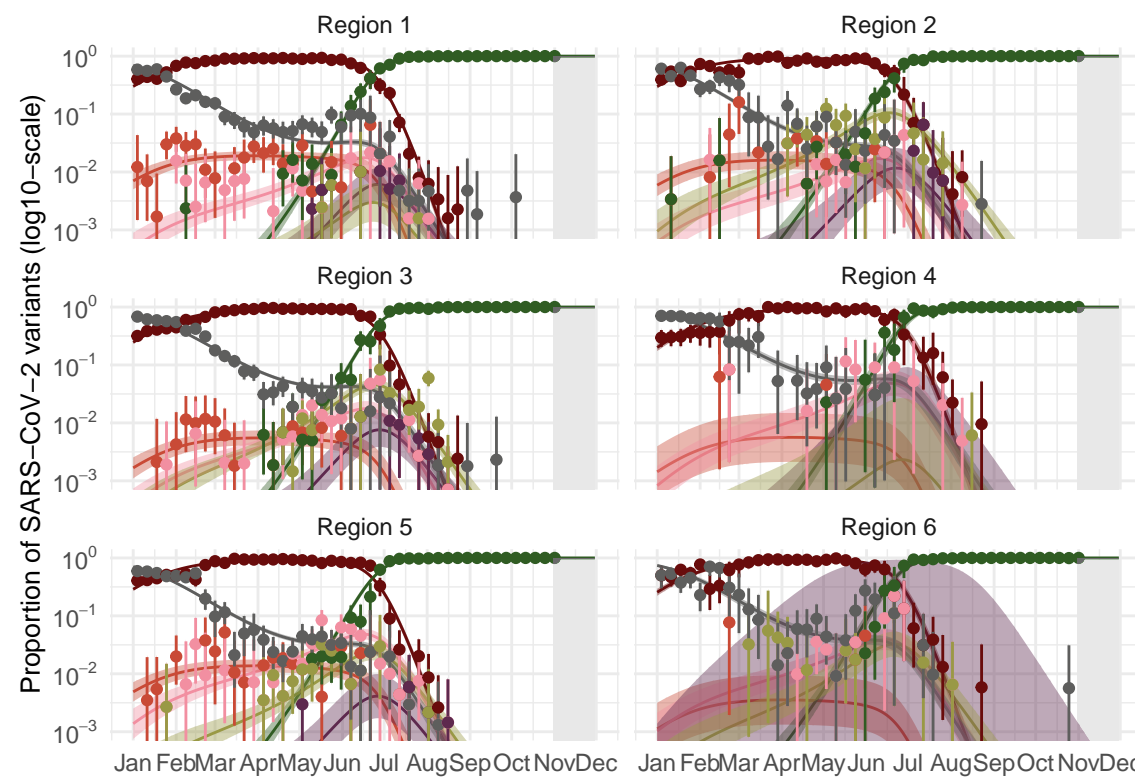 Region 1
Region 2
10^0
10^−1
10^−2
10^−3
Region 3
Region 4
10^0
10^−1
10^−2
10^−3
Region 5
Region 6
10^0
10^−1
10^−2
10^−3
Jan Feb Mar Apr May Jun Jul Aug Sep Oct Nov Dec
Jan Feb Mar Apr May Jun Jul Aug Sep Oct Nov Dec
Proportion of SARS−CoV−2 variants (log10−scale)